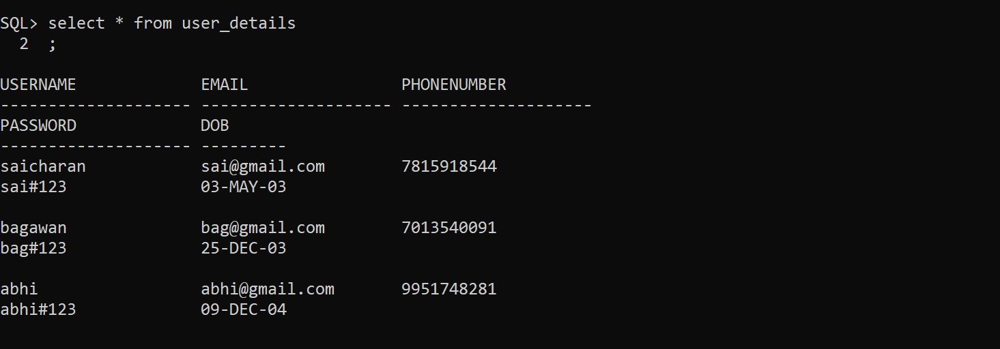 SQL> select * from user_details
  2  ;
USERNAME             EMAIL                PHONENUMBER
-------------------- -------------------- --------------------
PASSWORD             DOB
-------------------- ---------
saicharan            sai@gmail.com        7815918544
sai#123              03-MAY-03
bagawan              bag@gmail.com        7013540091
bag#123              25-DEC-03
abhi                 abhi@gmail.com       9951748281
abhi#123             09-DEC-04